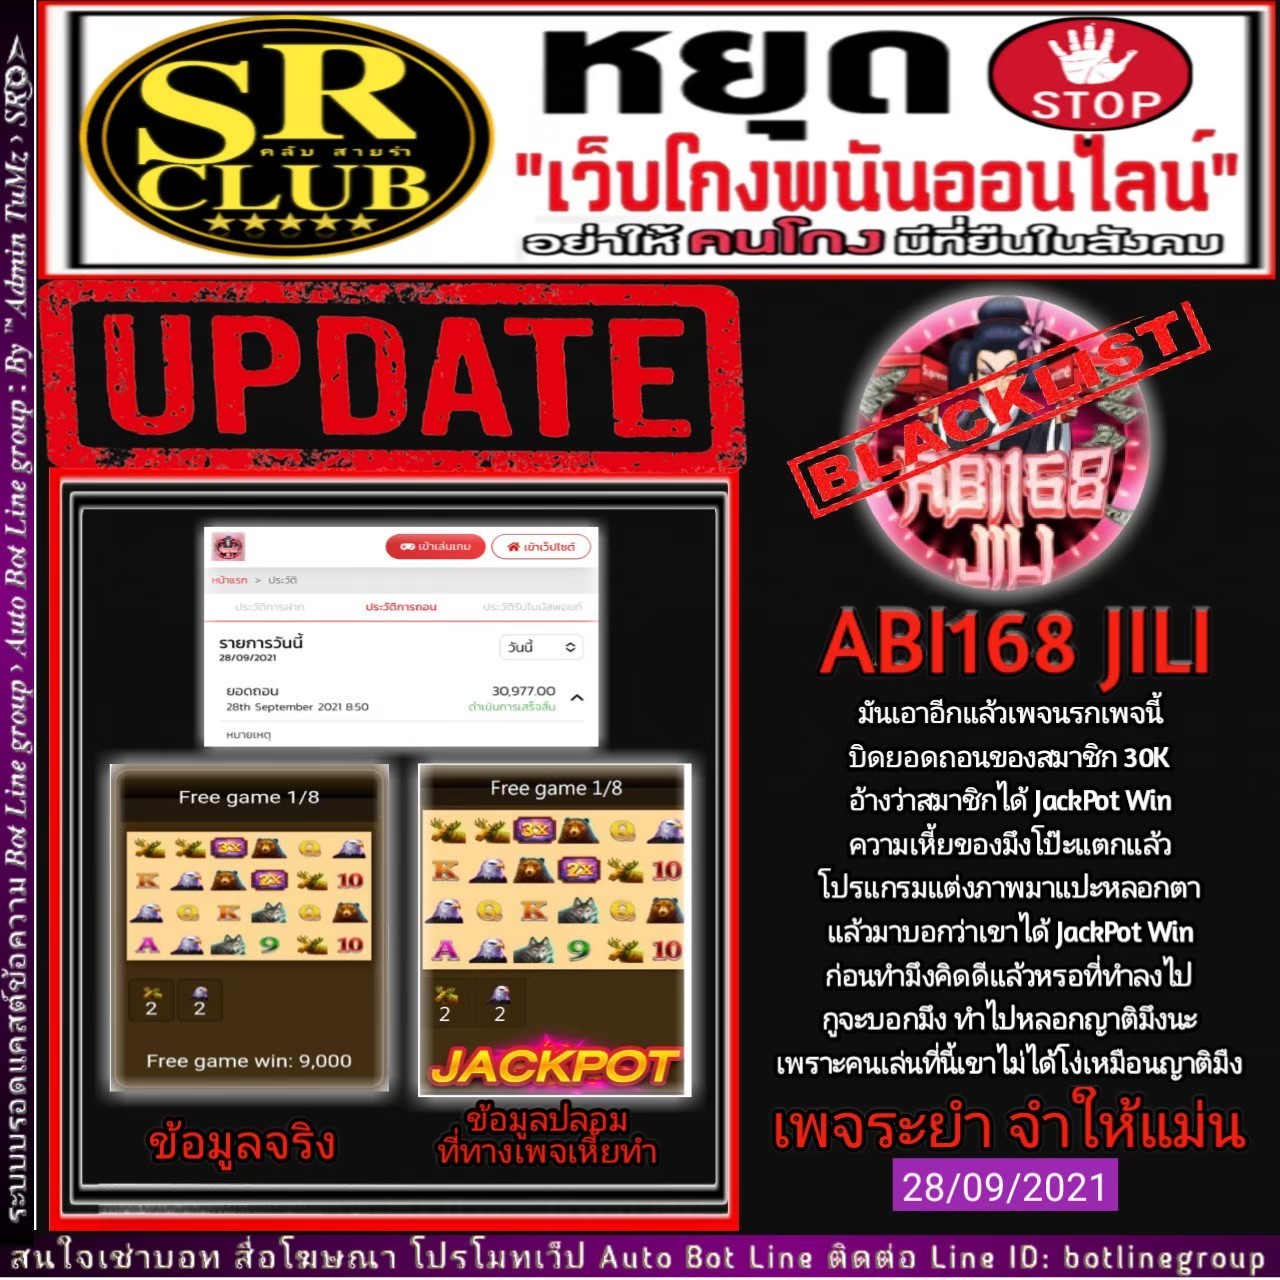 SR
คลับ สายรำ
CLUB
หยุด
STOP
"เว็บโกงพนันออนไลน์"
อย่าให้ คนโกง มีที่ยืนในสังคม
UPDATE
BLACKLIST
ABI168
JILI
เข้าเล่นเกม
เข้าเว็ปไซต์
หน้าแรก > ประวัติ
ประวัติการฝาก
ประวัติการถอน
ประวัติรับโบนัสพอยท์
รายการวันนี้
28/09/2021
วันนี้
ยอดถอน
30,977.00
28th September 2021 8:50
ดำเนินการเสร็จสิ้น
หมายเหตุ
Free game 1/8
3X
Q
K
2X
10
Q
K
Q
A
9
10
2
2
Free game win: 9,000
ข้อมูลจริง
Free game 1/8
3X
Q
K
2X
10
Q
K
Q
A
9
10
2
2
JACKPOT
ข้อมูลปลอม
ที่ทางเพจเหี้ยทำ
ABI168 JILI
มันเอาอีกแล้วเพจนรกเพจนี้
บิดยอดถอนของสมาชิก 30K
อ้างว่าสมาชิกได้ JackPot Win
ความเหี้ยของมึงโป๊ะแตกแล้ว
โปรแกรมแต่งภาพมาแปะหลอกตา
แล้วมาบอกว่าเขาได้ JackPot Win
ก่อนทำมึงคิดดีแล้วหรอที่ทำลงไป
กูจะบอกมึง ทำไปหลอกญาติมึงนะ
เพราะคนเล่นที่นี้เขาไม่ได้โง่เหมือนญาติมึง
เพจระยำ จำให้แม่น
28/09/2021
ระบบบรอดแคสต์ข้อความ Bot Line group > Auto Bot Line group : By ™Admin TuMz > SR
สนใจเช่าบอท สื่อโฆษณา โปรโมทเว็ป Auto Bot Line ติดต่อ Line ID: botlinegroup